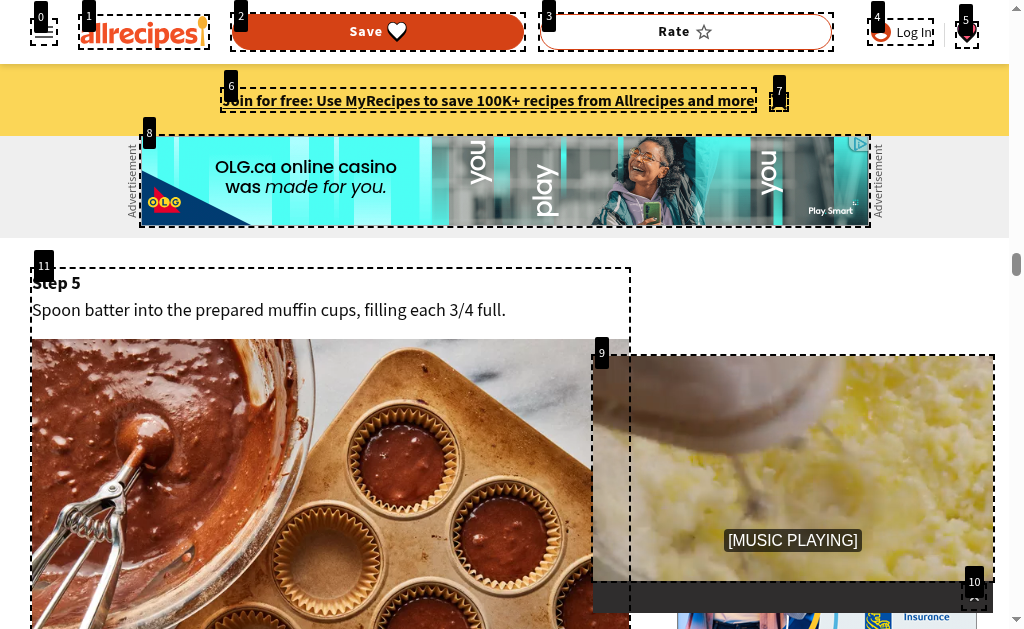 0
1
2
3
4
5
allrecipes
Save
Rate
Log In
6
7
Join for free: Use MyRecipes to save 100K+ recipes from Allrecipes and more
8
Advertisement
OLG.ca online casino
was made for you.
OLG
you
play
you
Play Smart
Advertisement
11
Step 5
Spoon batter into the prepared muffin cups, filling each 3/4 full.
9
[MUSIC PLAYING]
10
Insurance